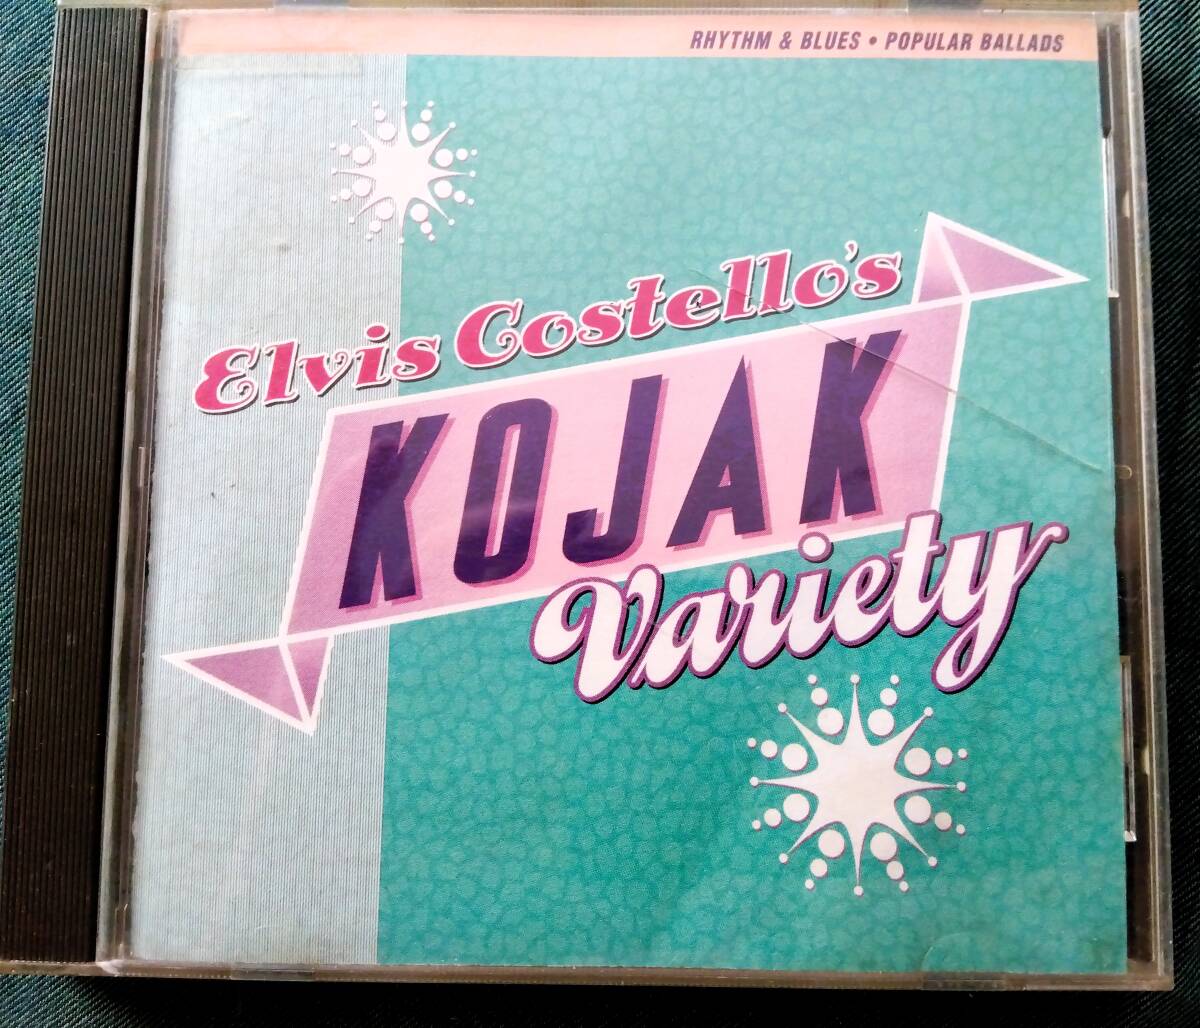 RHYTHM & BLUES • POPULAR BALLADS
Elvis Costello's
KOJAK
Variety